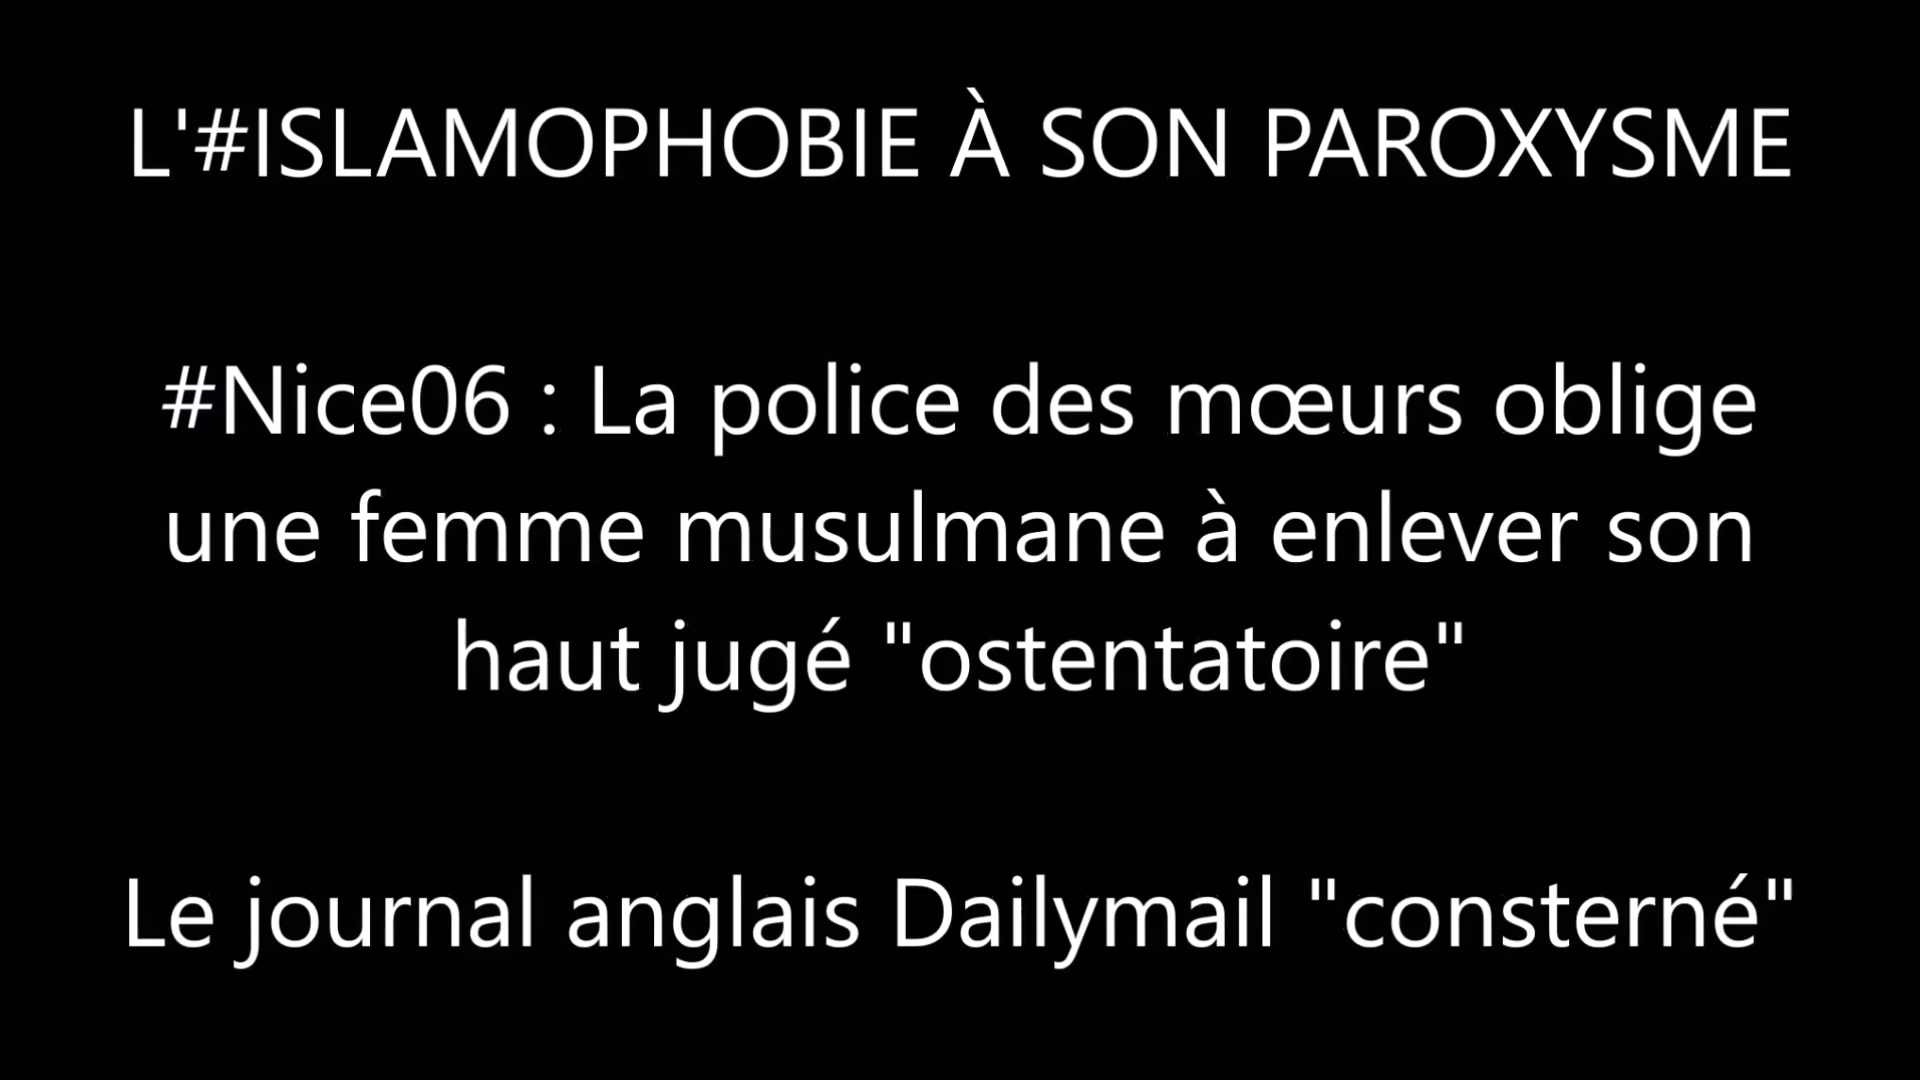 L'#ISLAMOPHOBIE À SON PAROXYSME
#Nice06 : La police des mœurs oblige
une femme musulmane à enlever son
haut jugé "ostentatoire"
Le journal anglais Dailymail "consterné"